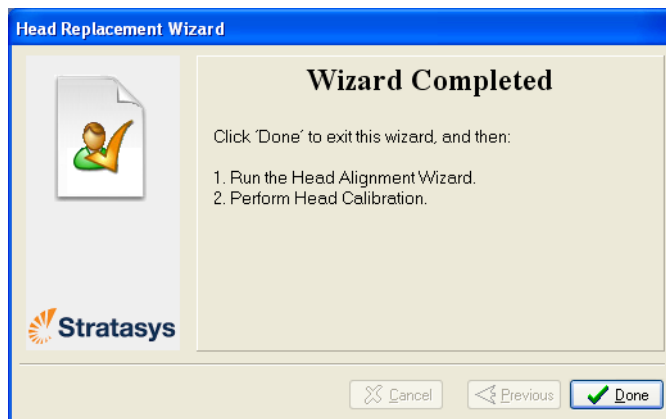 Head Replacement Wizard
Wizard Completed
Click ‘Done’ to exit this wizard, and then:
1. Run the Head Alignment Wizard.
2. Perform Head Calibration.
Stratasys
Cancel
Previous
Done